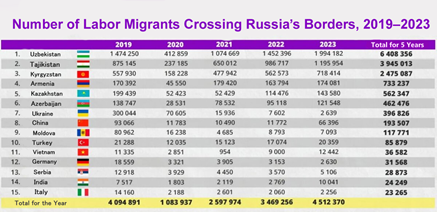 Number of Labor Migrants Crossing Russia's Borders, 2019–2023
2019 2020 2021 2022 2023 Total for 5 Years
1. Uzbekistan 1 474 250 412 859 1 074 669 1 452 396 1 994 182 6 408 356
2. Tajikistan 875 145 237 185 650 012 986 717 1 195 954 3 945 013
3. Kyrgyzstan 557 930 158 228 477 942 562 573 718 414 2 475 087
4. Armenia 170 392 45 550 179 420 163 794 174 081 733 237
5. Kazakhstan 199 439 52 423 52 429 114 476 143 580 562 347
6. Azerbaijan 138 747 28 531 78 532 95 118 121 548 462 476
7. Ukraine 300 044 70 605 15 936 7 602 2 639 396 826
8. China 93 066 11 783 10 490 11 772 66 396 193 507
9. Moldova 80 962 16 238 4 685 8 793 7 093 117 771
10. Turkey 21 288 12 035 15 123 17 074 20 359 85 879
11. Vietnam 11 335 2 851 954 9 000 12 442 36 582
12. Germany 18 559 3 321 3 905 3 153 2 630 31 568
13. Serbia 12 918 3 929 4 450 3 570 5 106 28 873
14. India 7 517 1 803 2 119 2 769 10 041 24 249
15. Italy 14 160 2 188 2 601 2 060 2 256 23 265
Total for the Year 4 094 891 1 083 937 2 597 974 3 469 256 4 512 370